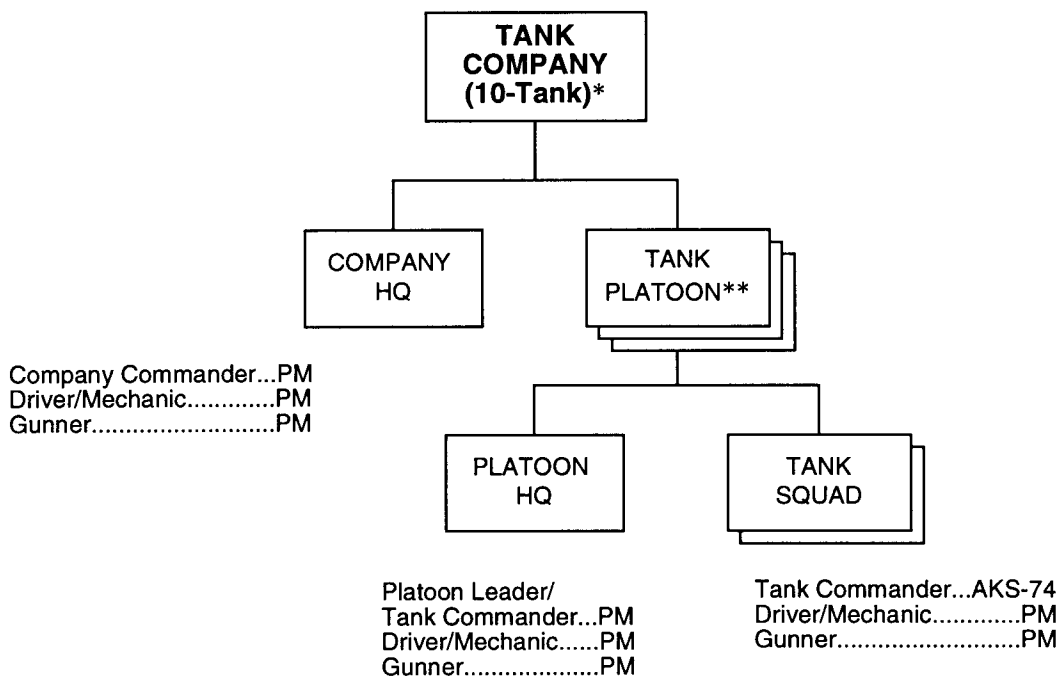 TANK
COMPANY
(10-Tank)*
COMPANY
HQ
TANK
PLATOON**
Company Commander...PM
Driver/Mechanic.............PM
Gunner...........................PM
PLATOON
HQ
TANK
SQUAD
Platoon Leader/
Tank Commander...PM
Driver/Mechanic......PM
Gunner....................PM
Tank Commander...AKS-74
Driver/Mechanic.............PM
Gunner...........................PM